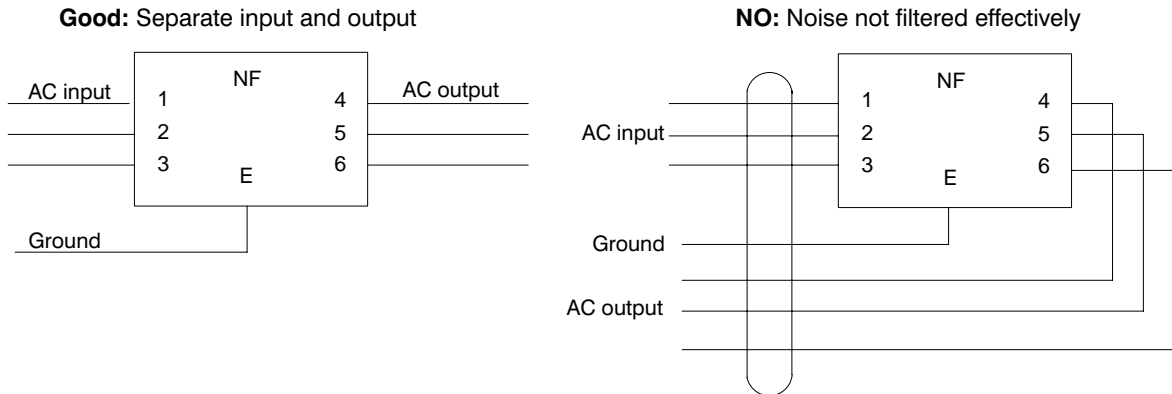 Good: Separate input and output
AC input
NF
1
4
AC output
2
5
3
6
E
Ground
NO: Noise not filtered effectively
NF
1
4
AC input
2
5
3
6
E
Ground
AC output